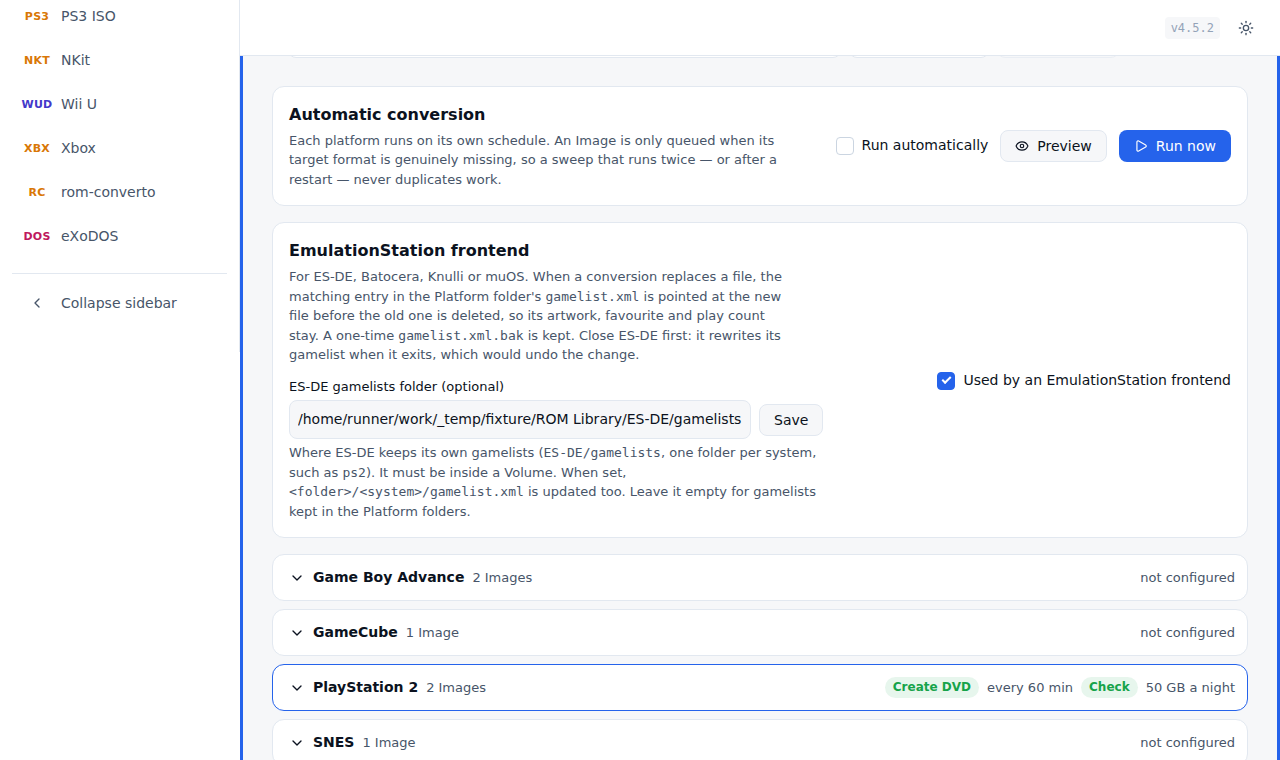 PS3 PS3 ISO
NKT NKit
WUD Wii U
XBX Xbox
RC rom-converto
DOS eXoDOS
Collapse sidebar
v4.5.2
Automatic conversion
Each platform runs on its own schedule. An Image is only queued when its
target format is genuinely missing, so a sweep that runs twice — or after a
restart — never duplicates work.
Run automatically
Preview
Run now
EmulationStation frontend
For ES-DE, Batocera, Knulli or muOS. When a conversion replaces a file, the
matching entry in the Platform folder's gamelist.xml is pointed at the new
file before the old one is deleted, so its artwork, favourite and play count
stay. A one-time gamelist.xml.bak is kept. Close ES-DE first: it rewrites its
gamelist when it exits, which would undo the change.
ES-DE gamelists folder (optional)
/home/runner/work/_temp/fixture/ROM Library/ES-DE/gamelists
Save
Where ES-DE keeps its own gamelists (ES-DE/gamelists, one folder per system,
such as ps2). It must be inside a Volume. When set,
<folder>/<system>/gamelist.xml is updated too. Leave it empty for gamelists
kept in the Platform folders.
Used by an EmulationStation frontend
Game Boy Advance 2 Images not configured
GameCube 1 Image not configured
PlayStation 2 2 Images Create DVD every 60 min Check 50 GB a night
SNES 1 Image not configured